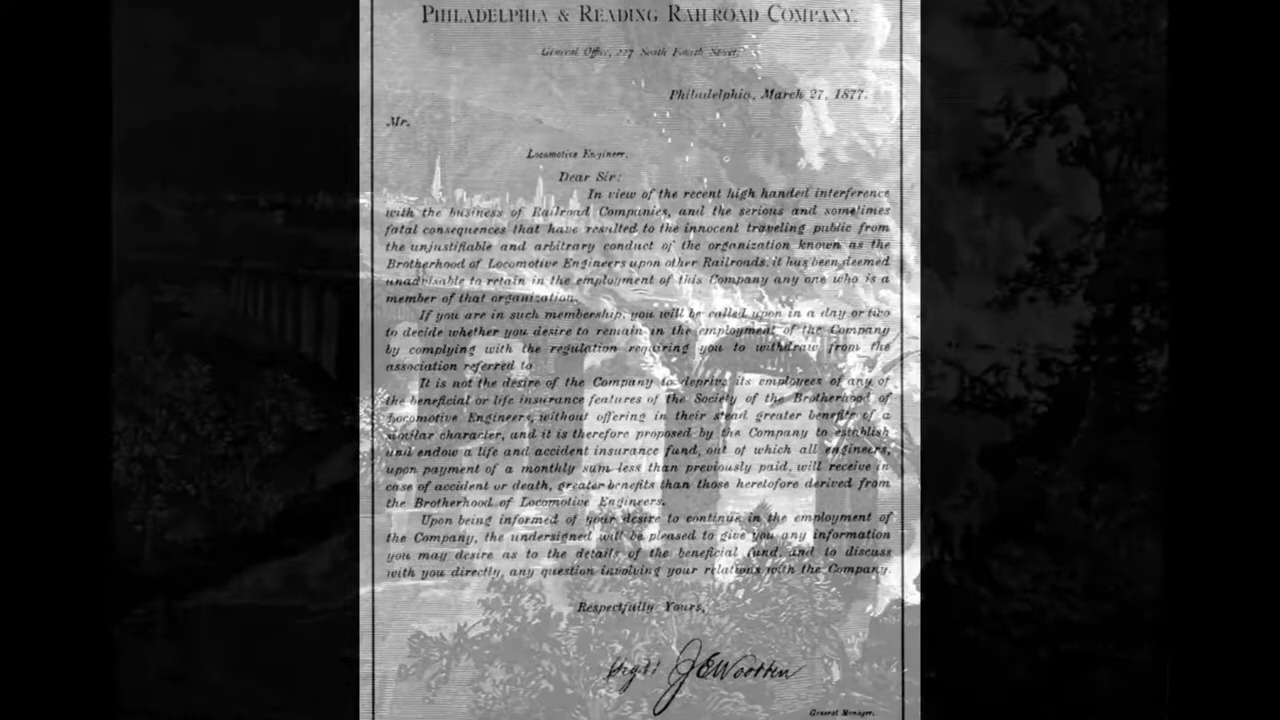 PHILADELPHIA & READING RAILROAD COMPANY.
General Office, 227 South Fourth Street.
Philadelphia, March 27, 1877.
Mr.
Locomotive Engineer.
Dear Sir:
In view of the recent high handed interference
with the business of Railroad Companies, and the serious and sometimes
fatal consequences that have resulted to the innocent traveling public from
the unjustifiable and arbitrary conduct of the organization known as the
Brotherhood of Locomotive Engineers upon other Railroads, it has been deemed
unadvisable to retain in the employment of this Company any one who is a
member of that organization.
If you are in such membership, you will be called upon in a day or two
to decide whether you desire to remain in the employment of the Company
by complying with the regulation requiring you to withdraw from the
association referred to
It is not the desire of the Company to deprive its employees of any of
the beneficial or life insurance features of the Society of the Brotherhood of
Locomotive Engineers, without offering in their stead greater benefits of a
similar character, and it is therefore proposed by the Company to establish
and endow a life and accident insurance fund, out of which all engineers,
upon payment of a monthly sum less than previously paid, will receive in
case of accident or death, greater benefits than those heretofore derived from
the Brotherhood of Locomotive Engineers.
Upon being informed of your desire to continue in the employment of
the Company, the undersigned will be pleased to give you any information
you may desire as to the details of the beneficial fund, and to discuss
with you directly, any question involving your relations with the Company.
Respectfully Yours,
J E Wootten
General Manager.